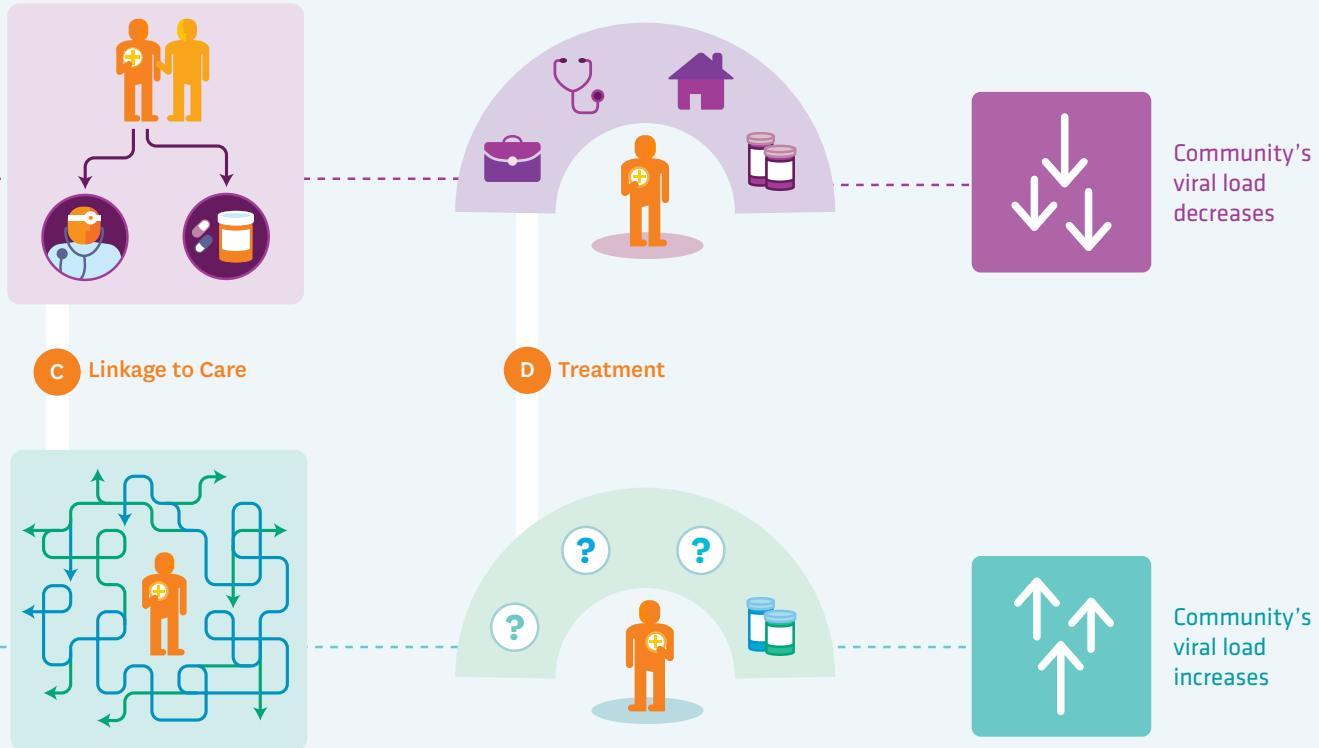 Community's
viral load
decreases
C Linkage to Care
D Treatment
? ?
?
Community's
viral load
increases